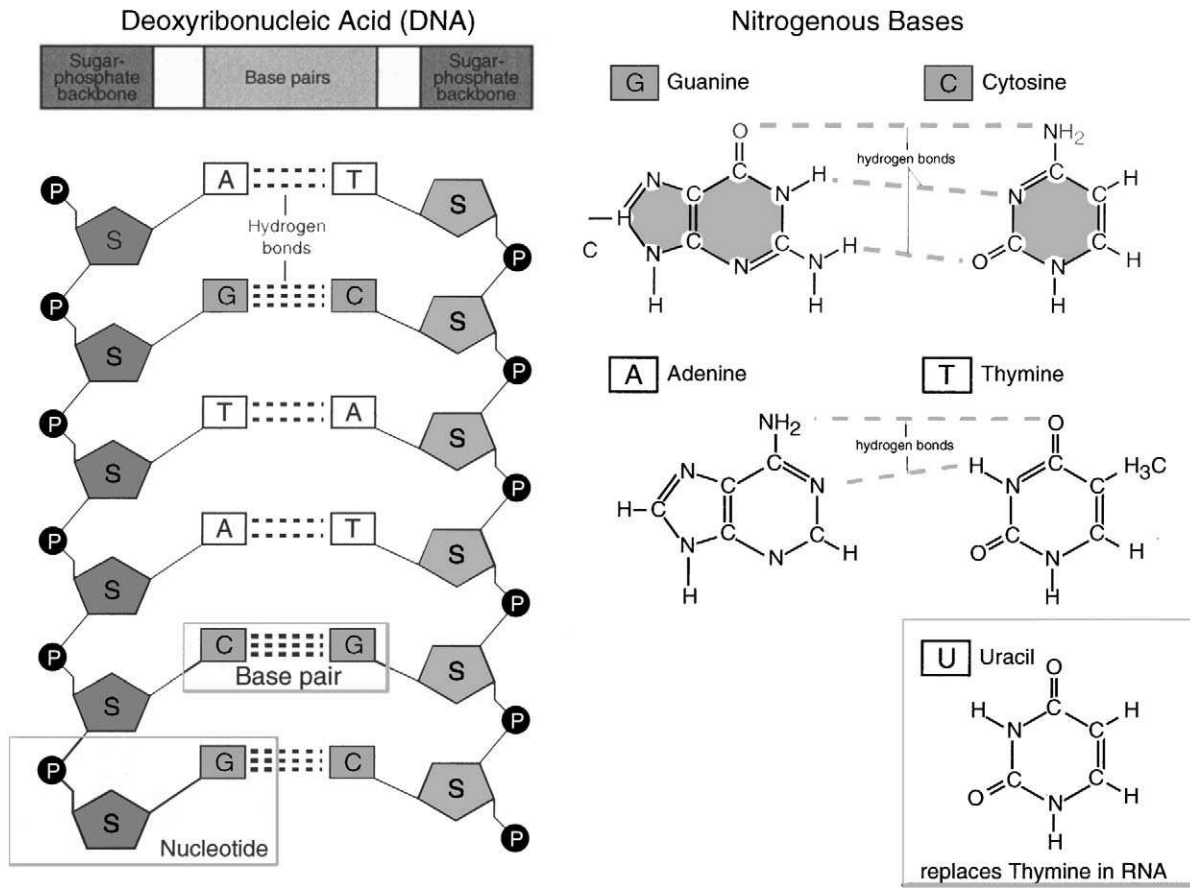 Deoxyribonucleic Acid (DNA)
Sugar-
phosphate
backbone
Base pairs
Sugar-
phosphate
backbone
P
A
T
S
S
Hydrogen
bonds
P
P
G
C
S
S
P
P
T
A
S
S
P
P
A
T
S
S
P
P
C
G
Base pair
S
S
P
P
G
C
S
S
Nucleotide
P
Nitrogenous Bases
G Guanine
C Cytosine
O
NH₂
hydrogen bonds
N
C
C
C
N
H
H
C
N
C
C
C
H
N
C
N
H
O
C
N
C
H
N
H
H
H
A Adenine
T Thymine
NH₂
O
hydrogen bonds
N
C
C
N
H
N
C
C
H₃C
H
C
C
N
C
C
H
N
N
O
C
C
H
H
U Uracil
O
H
N
C
C
H
O
C
N
C
H
H
replaces Thymine in RNA